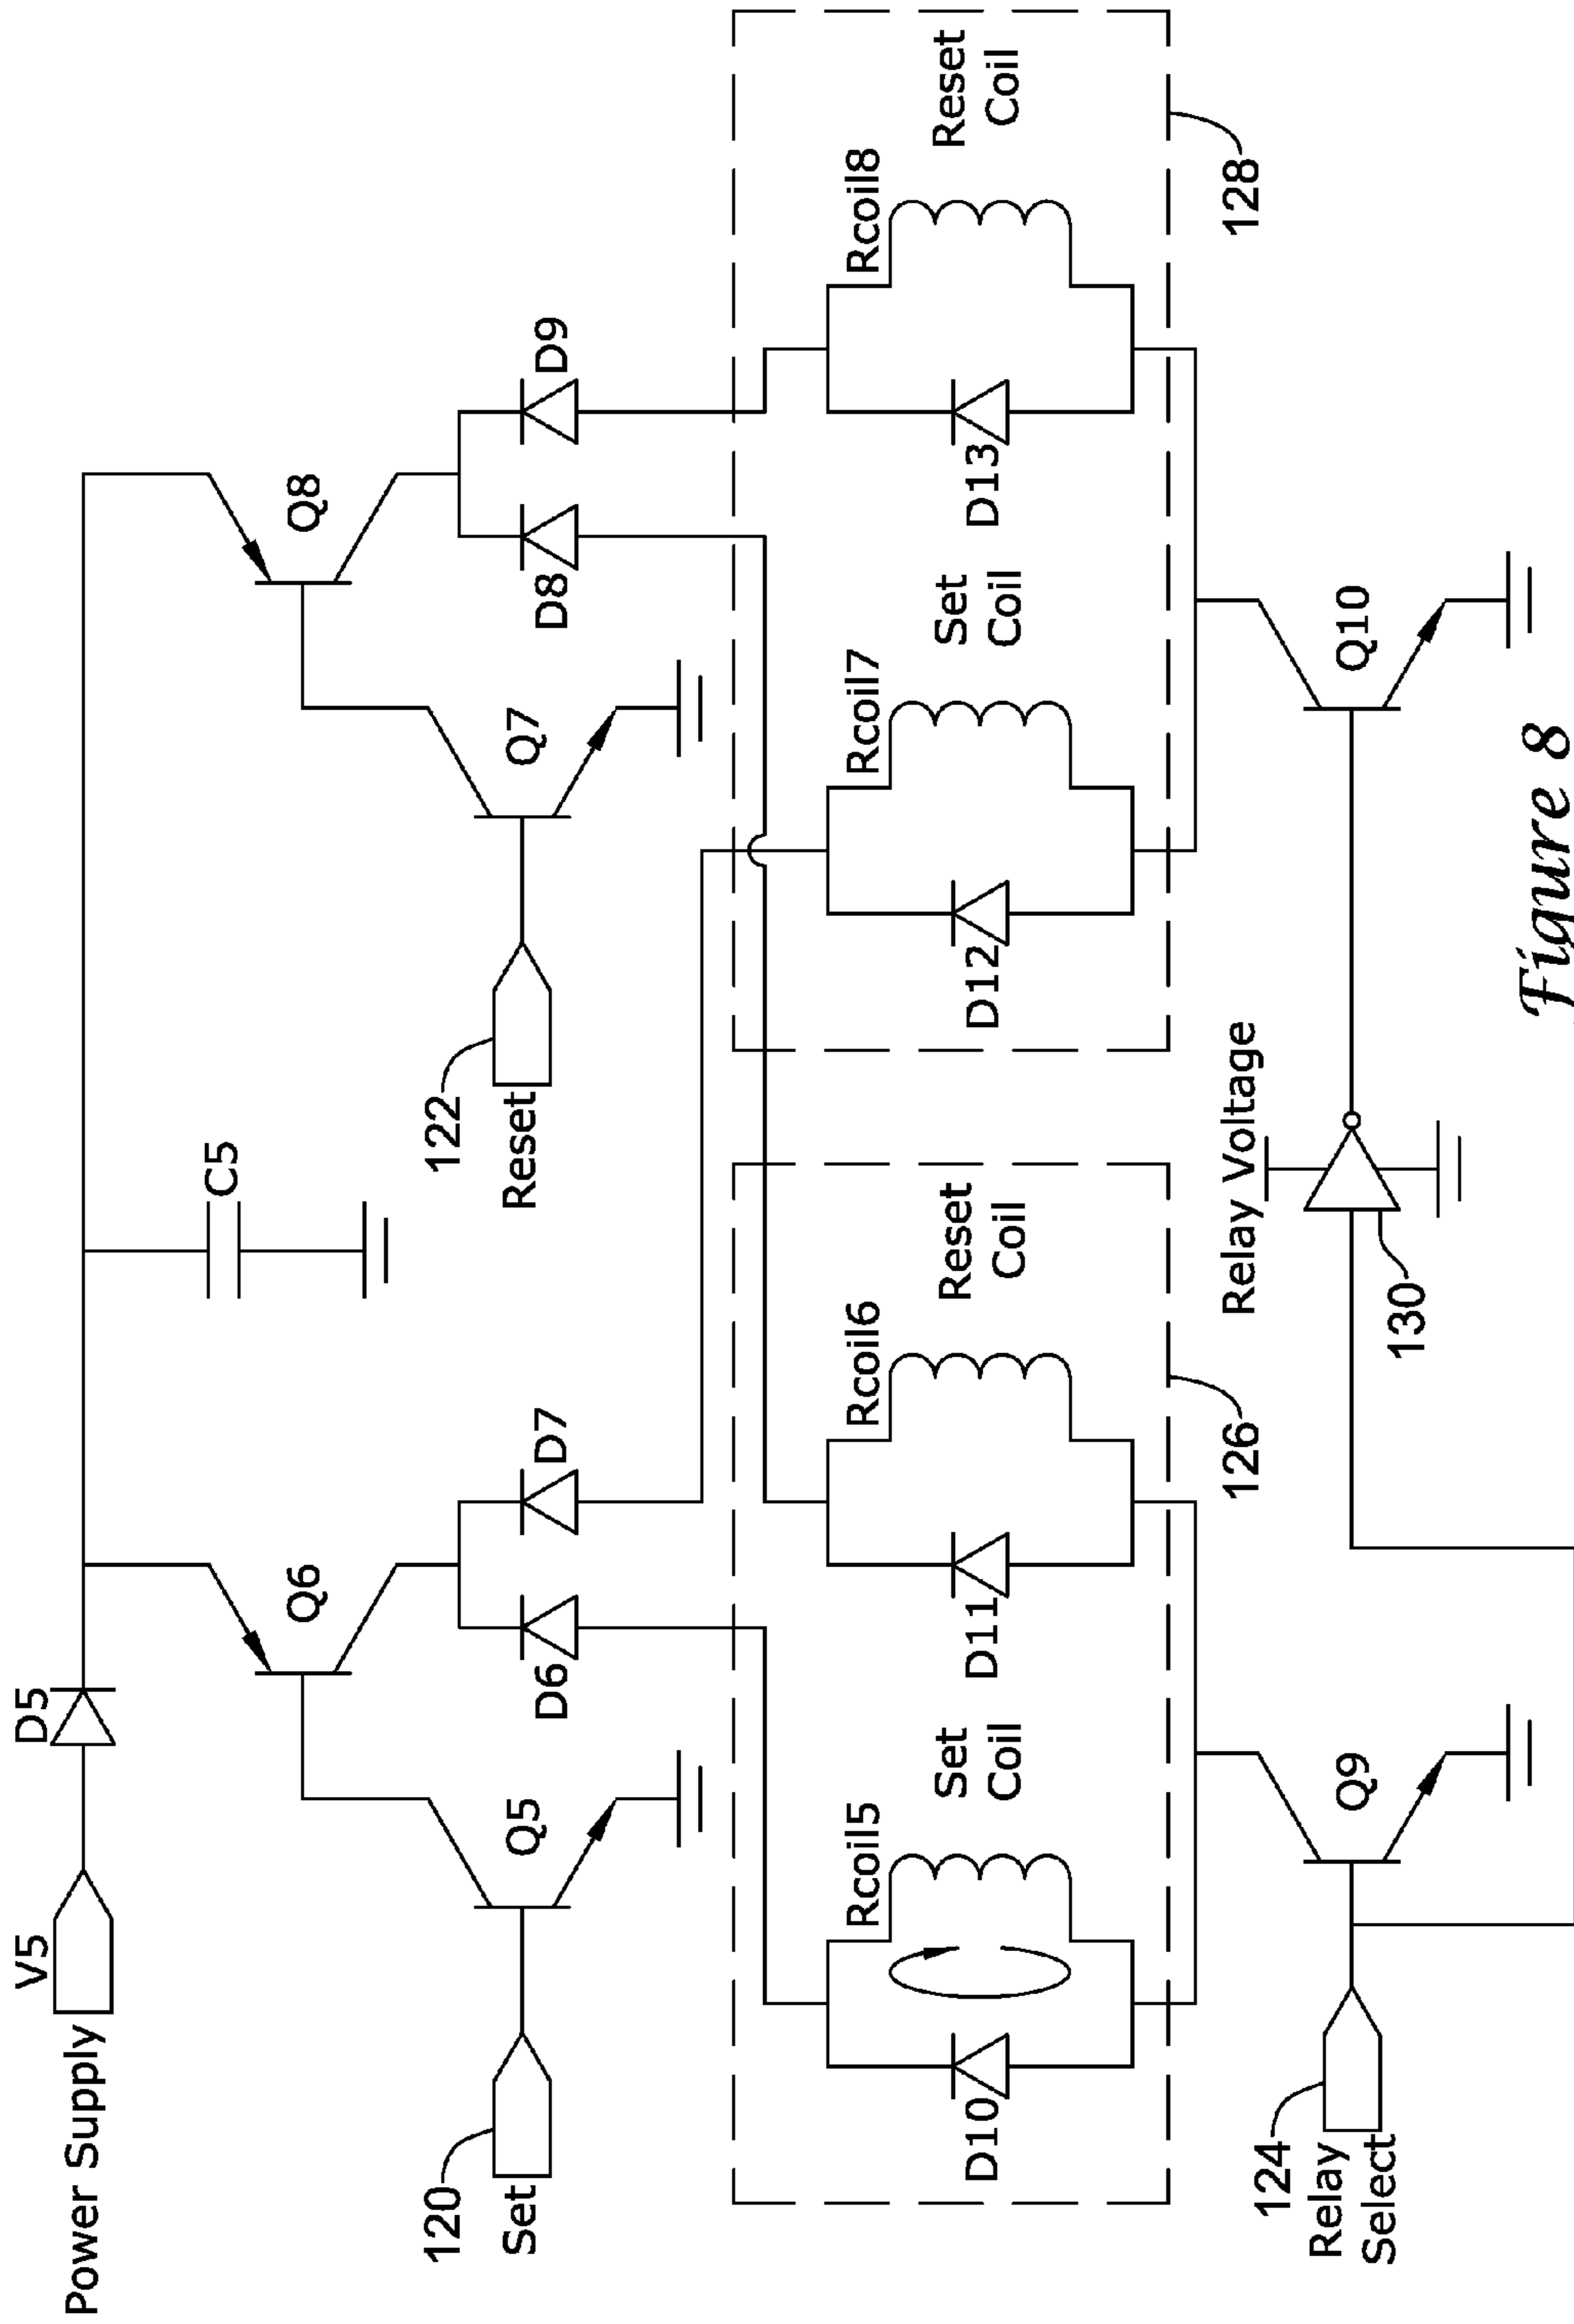 Power Supply
V5
D5
C5
Q6
Q8
120
Set
Q5
D6
D7
122
Reset
Q7
D8
D9
Rcoil5
Set
Coil
D10
Rcoil6
Reset
Coil
D11
126
Rcoil7
Set
Coil
D12
Rcoil8
Reset
Coil
D13
128
124
Relay
Select
Q9
Relay Voltage
130
Q10
Figure 8